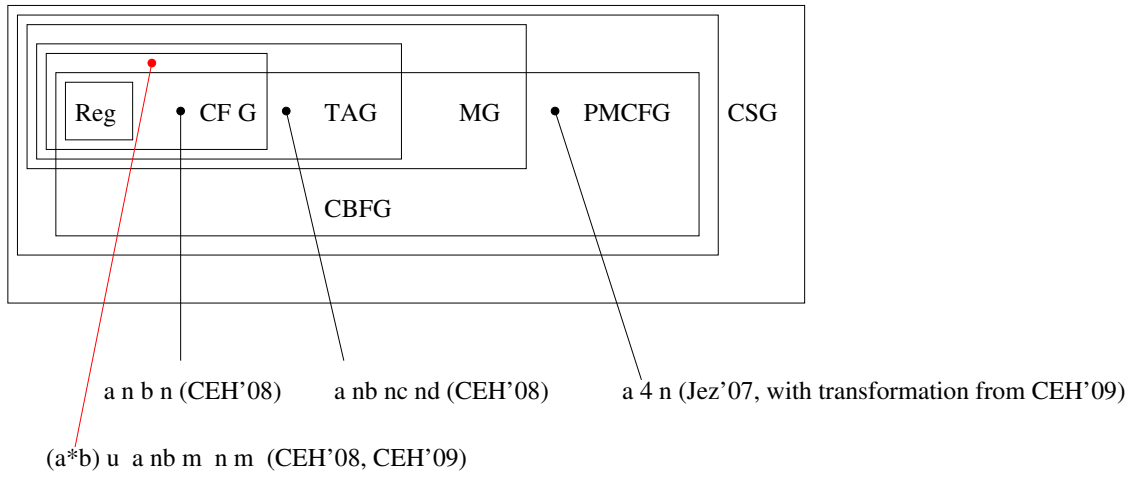 Reg CF G TAG MG PMCFG CSG
CBFG
a n b n (CEH'08) a nb nc nd (CEH'08) a 4 n (Jez'07, with transformation from CEH'09)
(a*b) u a nb m n m (CEH'08, CEH'09)